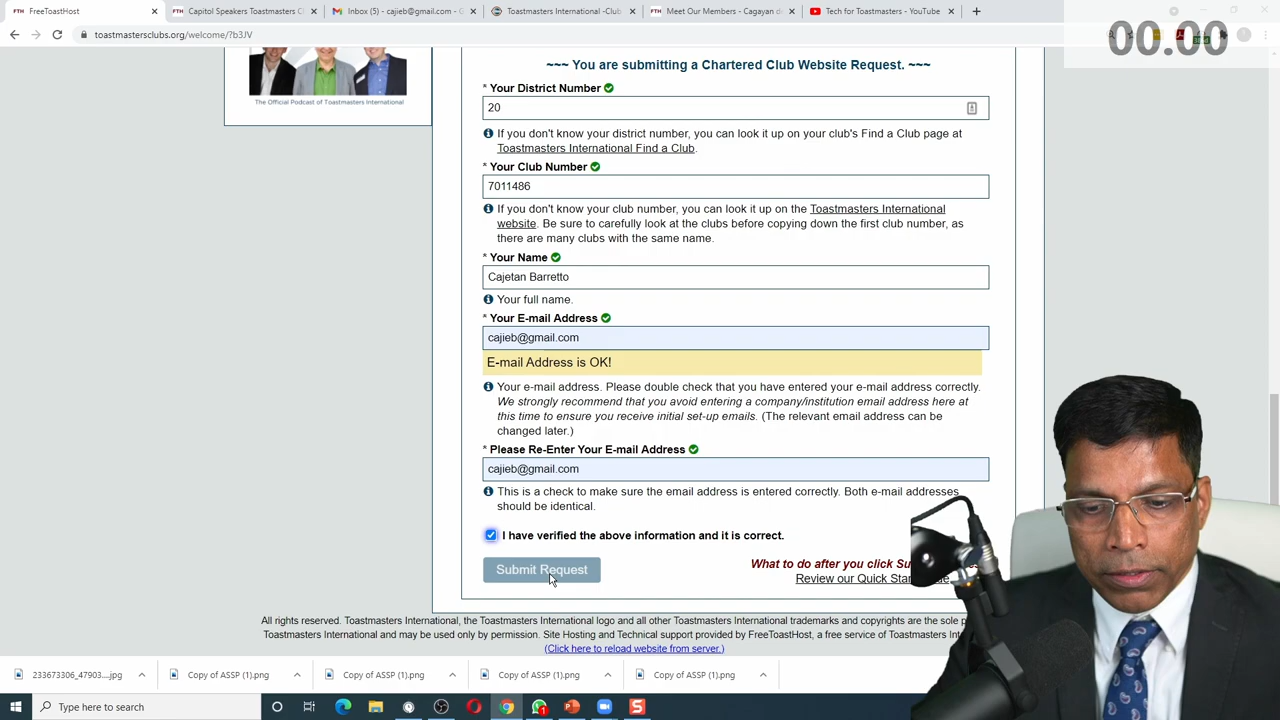 FreeToastHost
Capitol Speakers Toastmasters C
Inbox (5) - cajieb@gmail.com - G
Toastmasters International -Club
Meet Our Members - Cagayan d
Tech for Toastmasters - YouTube
toastmastersclubs.org/welcome/?b3JV
00.00
The Official Podcast of Toastmasters International
~~~ You are submitting a Chartered Club Website Request. ~~~
* Your District Number
20
If you don't know your district number, you can look it up on your club's Find a Club page at
Toastmasters International Find a Club.
* Your Club Number
7011486
If you don't know your club number, you can look it up on the Toastmasters International
website. Be sure to carefully look at the clubs before copying down the first club number, as
there are many clubs with the same name.
* Your Name
Cajetan Barretto
Your full name.
* Your E-mail Address
cajieb@gmail.com
E-mail Address is OK!
Your e-mail address. Please double check that you have entered your e-mail address correctly.
We strongly recommend that you avoid entering a company/institution email address here at
this time to ensure you receive initial set-up emails. (The relevant email address can be
changed later.)
* Please Re-Enter Your E-mail Address
cajieb@gmail.com
This is a check to make sure the email address is entered correctly. Both e-mail addresses
should be identical.
I have verified the above information and it is correct.
Submit Request
What to do after you click Su
Review our Quick Star
All rights reserved. Toastmasters International, the Toastmasters International logo and all other Toastmasters International trademarks and copyrights are the sole p
Toastmasters International and may be used only by permission. Site Hosting and Technical support provided by FreeToastHost, a free service of Toastmasters Inte
(Click here to reload website from server.)
233673306_47903....jpg
Copy of ASSP (1).png
Copy of ASSP (1).png
Copy of ASSP (1).png
Copy of ASSP (1).png
Type here to search